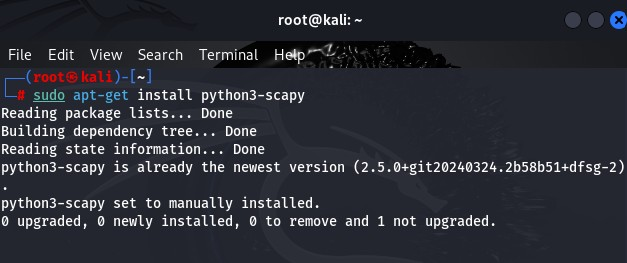 root@kali: ~
File Edit View Search Terminal Help
┌──(root㉿kali)-[~]
└─# sudo apt-get install python3-scapy
Reading package lists... Done
Building dependency tree... Done
Reading state information... Done
python3-scapy is already the newest version (2.5.0+git20240324.2b58b51+dfsg-2)
.
python3-scapy set to manually installed.
0 upgraded, 0 newly installed, 0 to remove and 1 not upgraded.